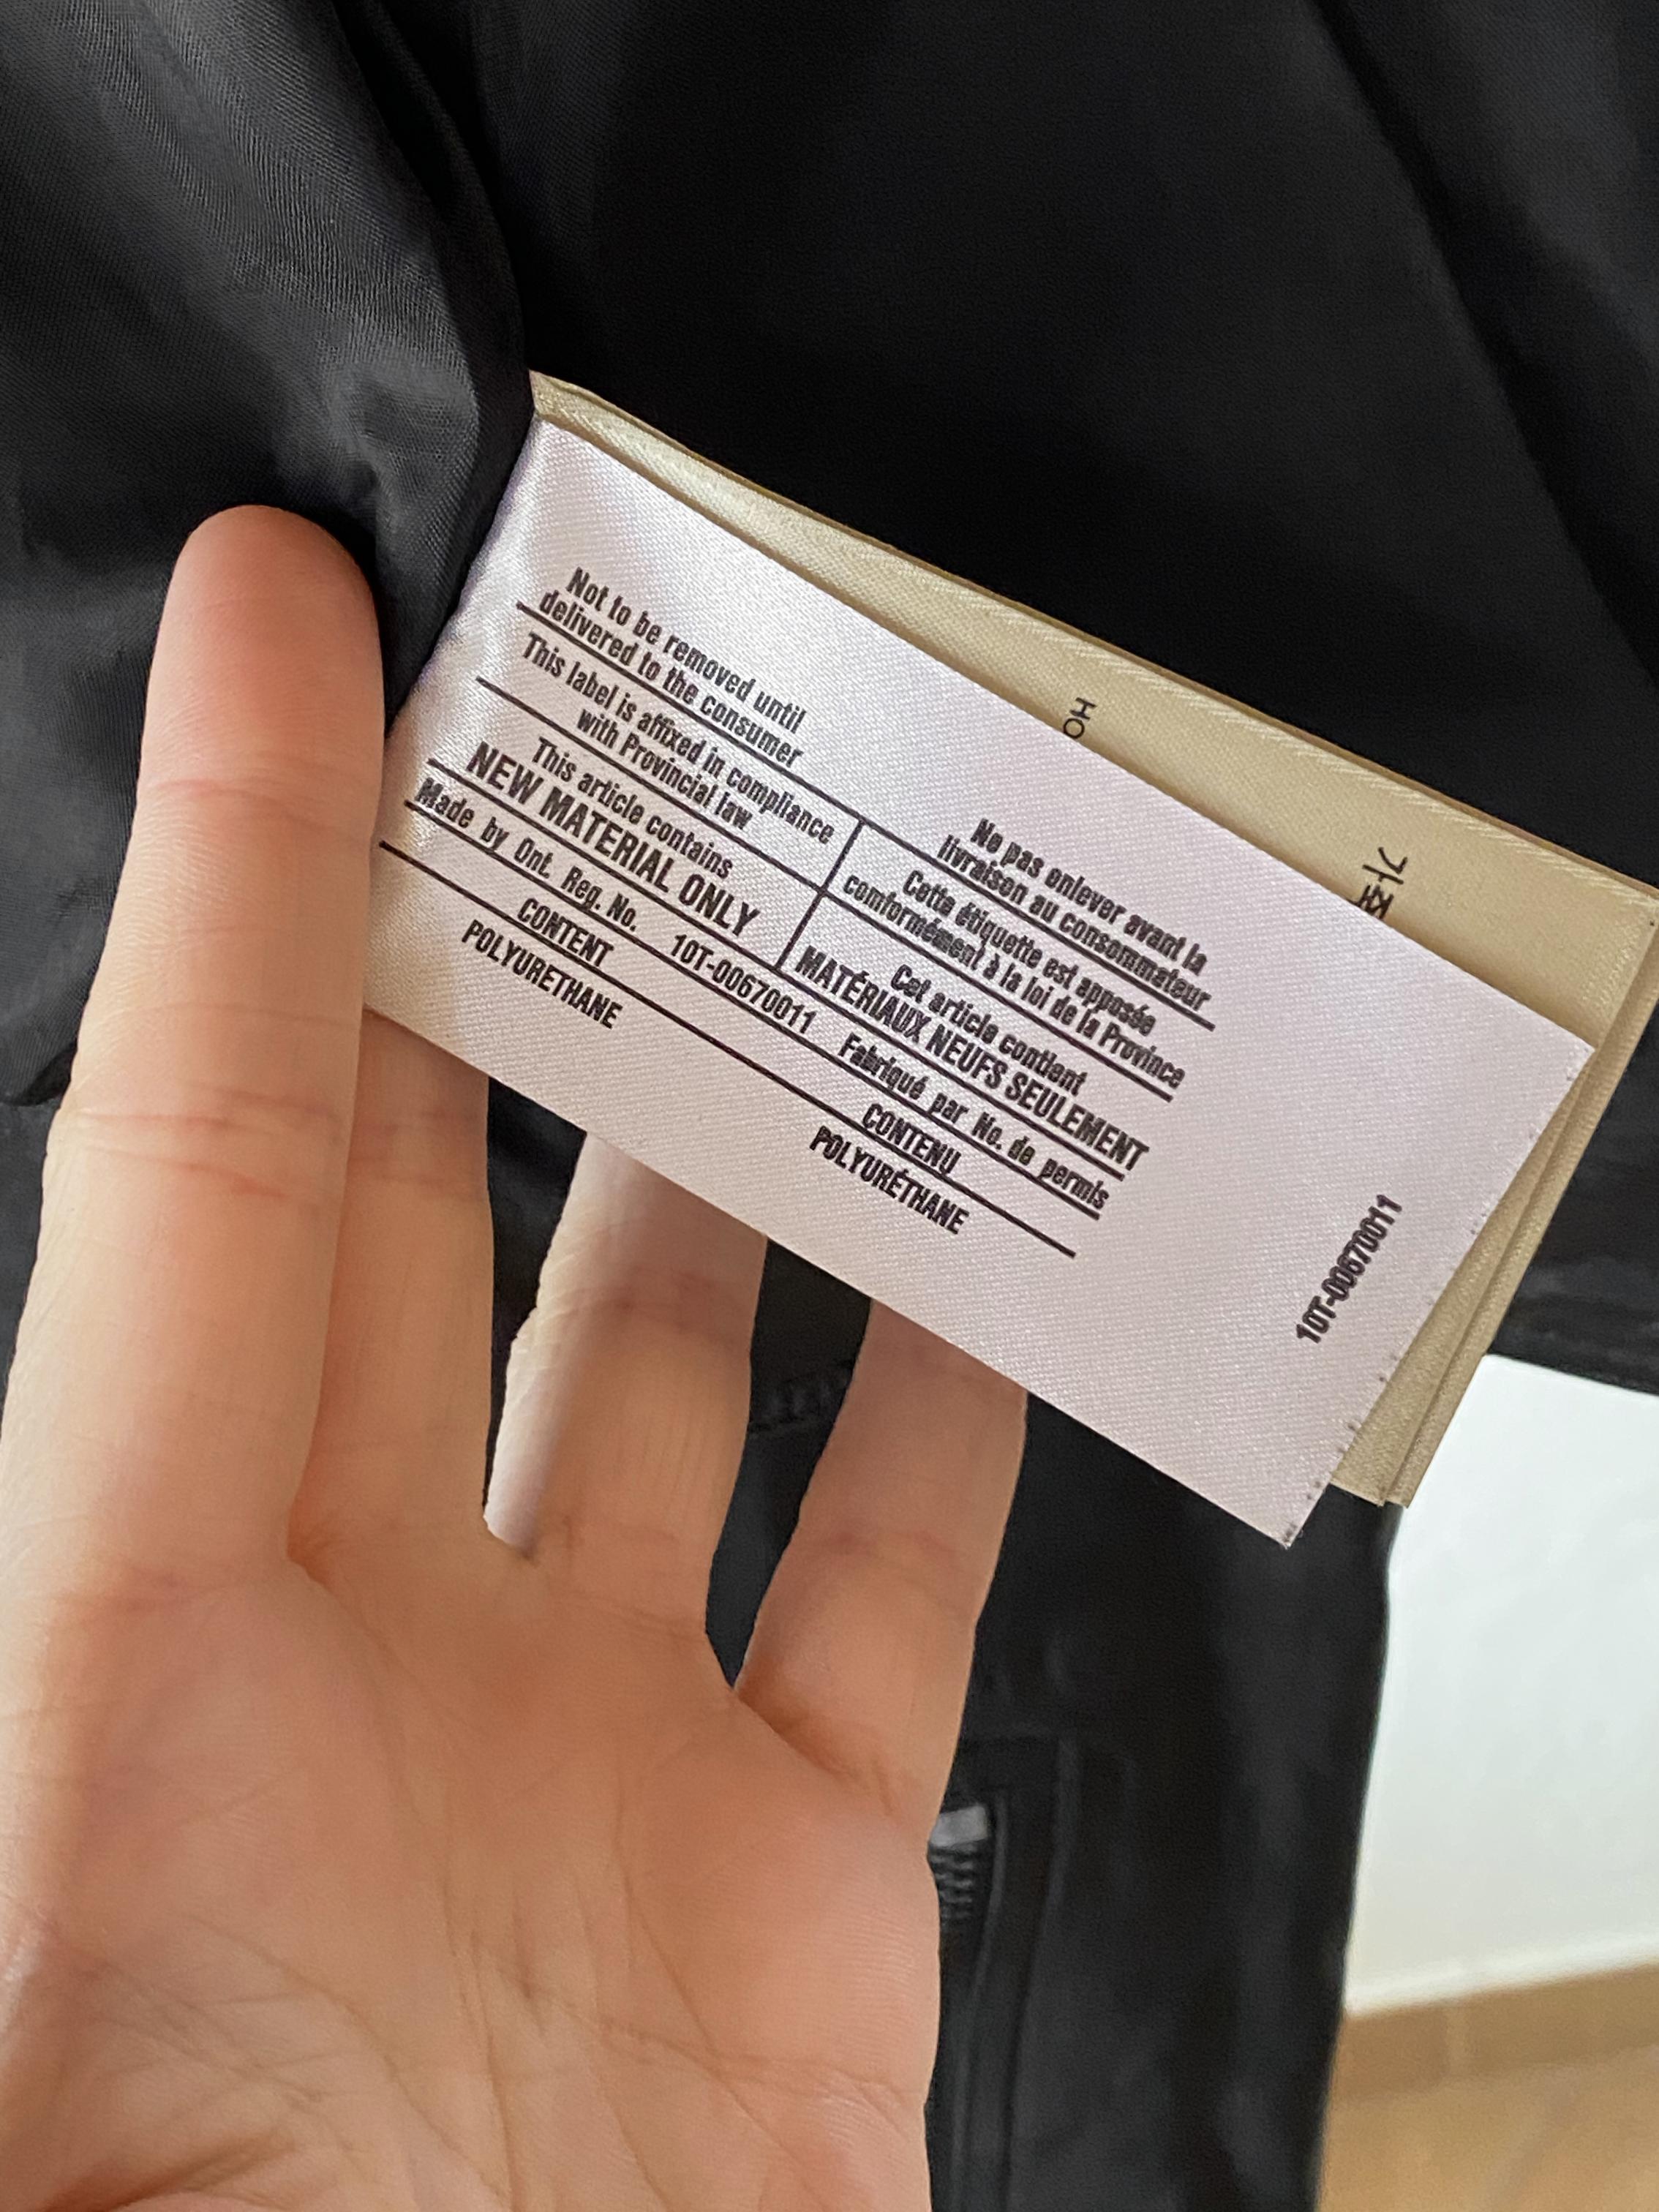 Not to be removed until
delivered to the consumer
This label is affixed in compliance
with Provincial law
This article contains
NEW MATERIAL ONLY
Ne pas enlever avant la
livraison au consommateur
Cette étiquette est apposée
comformément à la loi de la Province
Cet article contient
MATÉRIAUX NEUFS SEULEMENT
Made by Ont. Reg. No. 10T-00670011 Fabriqué par No. de permis
CONTENT CONTENU
POLYURETHANE POLYURÉTHANE
10T-00670011
HO